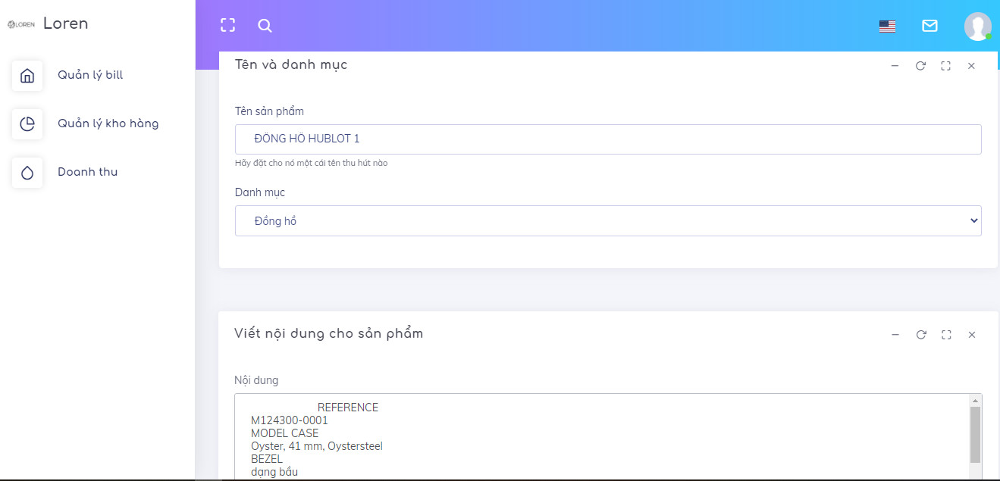 LOREN Loren
Quản lý bill
Quản lý kho hàng
Doanh thu
Tên và danh mục
Tên sản phẩm
ĐỒNG HỒ HUBLOT 1
Hãy đặt cho nó một cái tên thu hút nào
Danh mục
Đồng hồ
Viết nội dung cho sản phẩm
Nội dung
REFERENCE
M124300-0001
MODEL CASE
Oyster, 41 mm, Oystersteel
BEZEL
dạng bầu